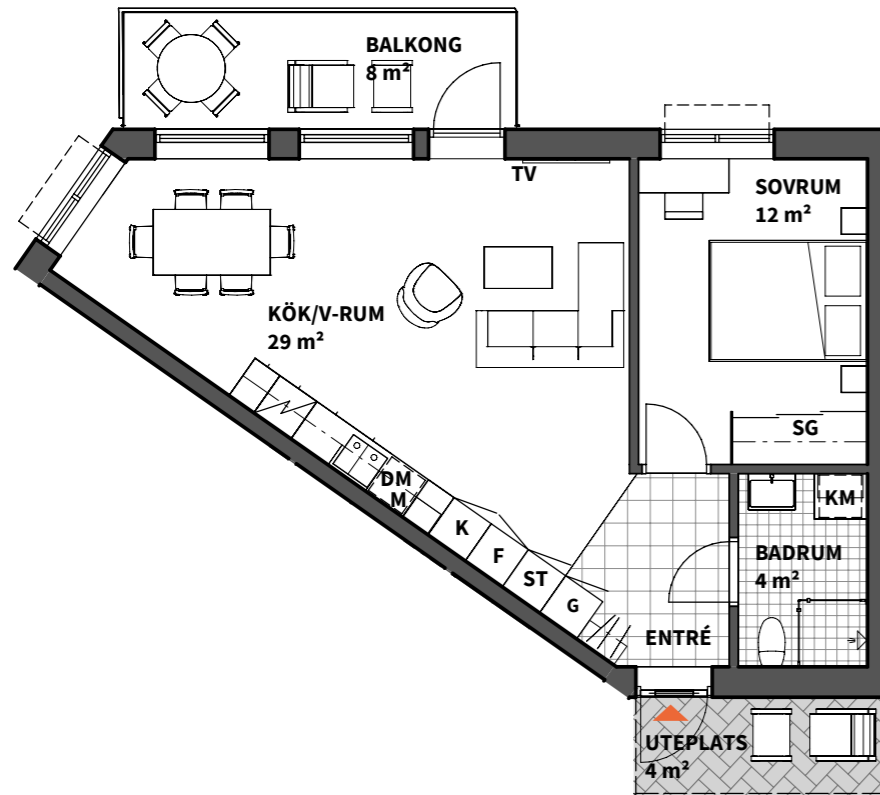 BALKONG
8 m²
TV
SOVRUM
12 m²
KÖK/V-RUM
29 m²
SG
DM
M
K
F
ST
G
KM
BADRUM
4 m²
ENTRÉ
UTEPLATS
4 m²